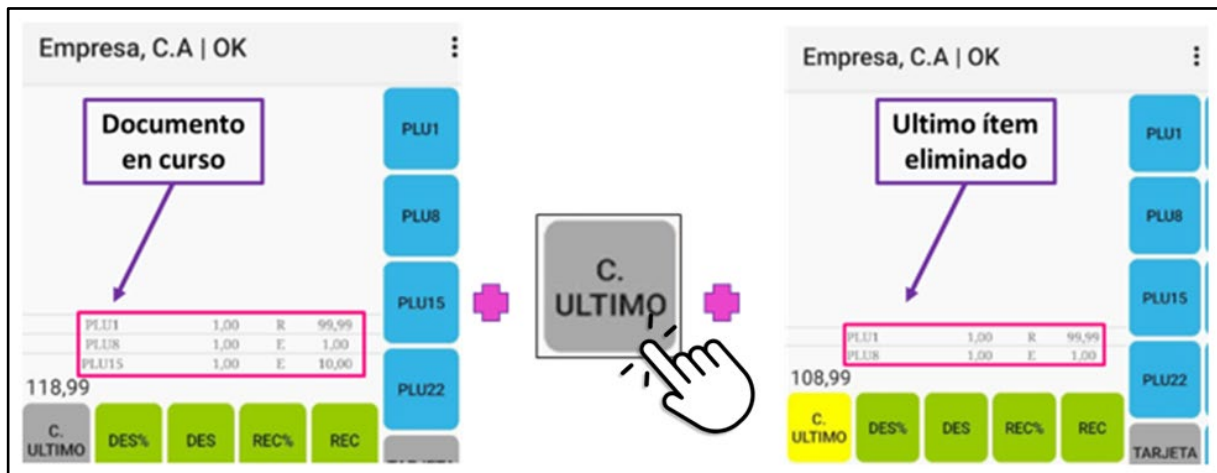 Empresa, C.A | OK
Documento
en curso
PLU1
PLU8
PLU15
PLU22
PLU1 1,00 R 99,99
PLU8 1,00 E 1,00
PLU15 1,00 E 10,00
118,99
C.
ULTIMO
DES%
DES
REC%
REC
TARJETA
C.
ULTIMO
Empresa, C.A | OK
Ultimo ítem
eliminado
PLU1
PLU8
PLU15
PLU22
PLU1 1,00 R 99,99
PLU8 1,00 E 1,00
108,99
C.
ULTIMO
DES%
DES
REC%
REC
TARJETA